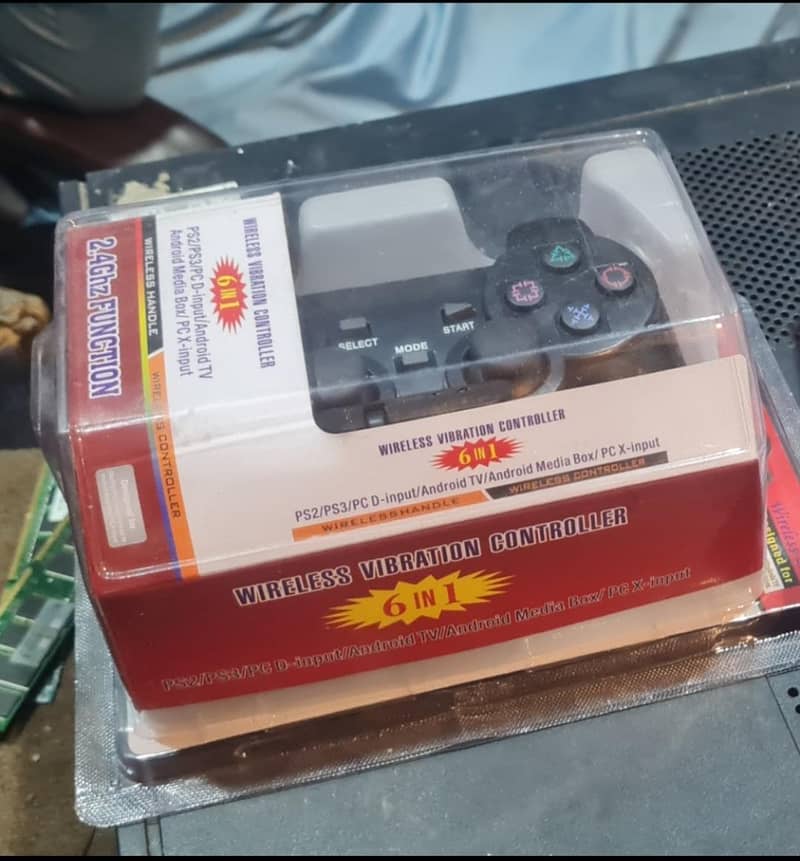 2.4Ghz FUNCTION
WIRELESS HANDLE
CONTROLLER
WIRELESS VIBRATION CONTROLLER
6 IN 1
PS2/PS3/PC D-input/Android TV
Android Media Box/ PC X-input
SELECT
MODE
START
WIRELESS VIBRATION CONTROLLER
6 IN 1
PS2/PS3/PC D-input/Android TV/Android Media Box/ PC X-input
WIRELESSHANDLE
WIRELESS CONTROLLER
WIRELESS VIBRATION CONTROLLER
6 IN 1
PS2/PS3/PC D-input/Android TV/Android Media Box/ PC X-input
Wireless
signed for